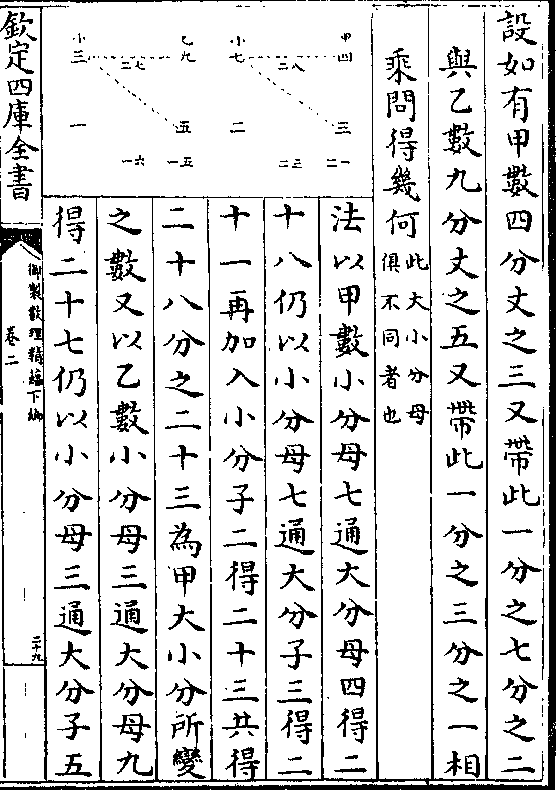 設如有甲數四分丈之三又帶此一分之七分之二
與乙數九分丈之五又帶此一分之三分之一相
乘問得幾何此大小分母
俱不同者也
甲四 三 一二
二八 三二
小七 二
乙九 五 一五
二七 一六
小三 一
法以甲數小分母七通大分母四得二
十八仍以小分母七通大分子三得二
十一再加入小分子二得二十三共得
二十八分之二十三為甲大小分所變
之數又以乙數小分母三通大分母九
得二十七仍以小分母三通大分子五
欽定四庫全書
御製數理精蘊下編
卷二
二十九